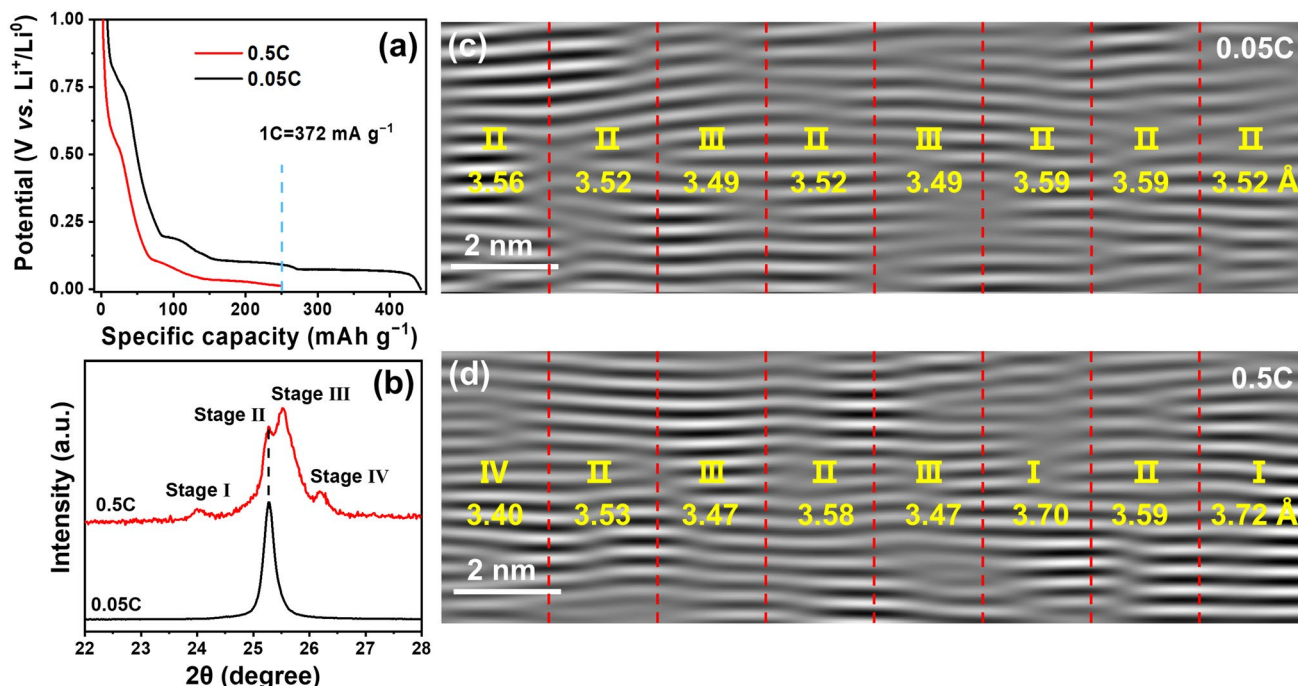 (a)
0.5C
0.05C
1C=372 mA g⁻¹
Potential (V vs. Li⁺/Li⁰)
1.00
0.75
0.50
0.25
0.00
0 100 200 300 400
Specific capacity (mAh g⁻¹)
(b)
Stage III
Stage II
Stage I
Stage IV
0.5C
0.05C
Intensity (a.u.)
22 23 24 25 26 27 28
2θ (degree)
(c)
0.05C
II II III II III II II II
3.56 3.52 3.49 3.52 3.49 3.59 3.59 3.52 Å
2 nm
(d)
0.5C
IV II III II III I II I
3.40 3.53 3.47 3.58 3.47 3.70 3.59 3.72 Å
2 nm